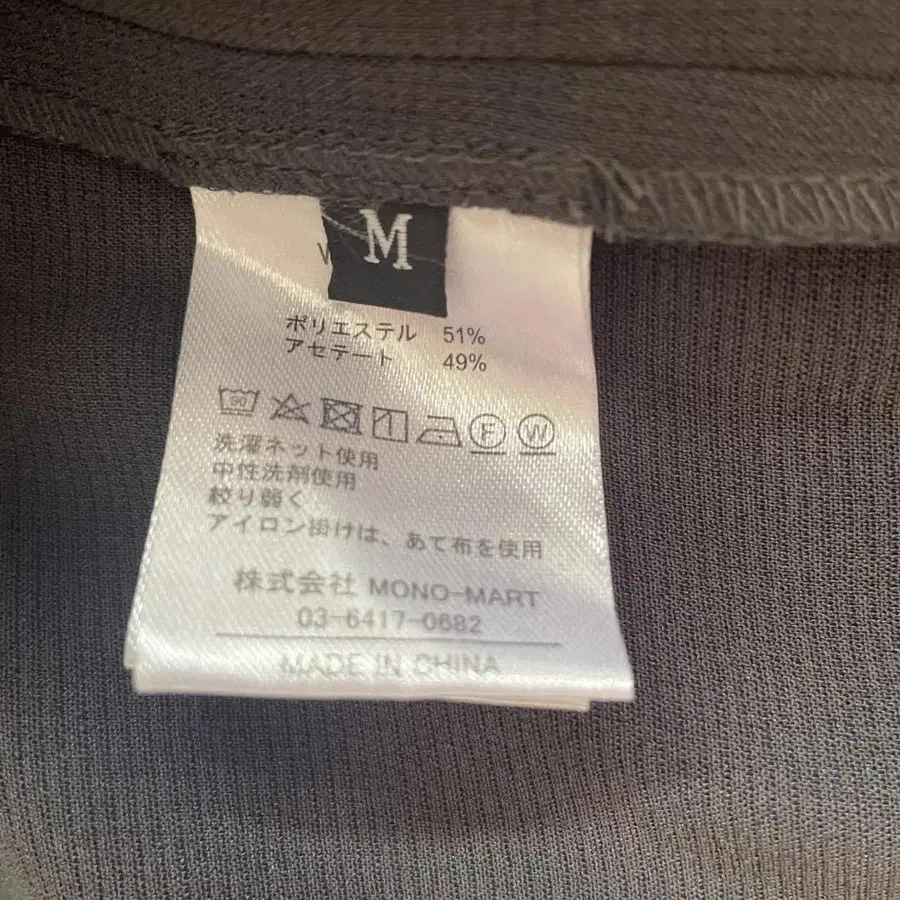 M
ポリエステル 51%
アセテート 49%
30 F W
洗濯ネット使用
中性洗剤使用
絞り弱く
アイロン掛けは、あて布を使用
株式会社 MONO-MART
03-6417-0682
MADE IN CHINA